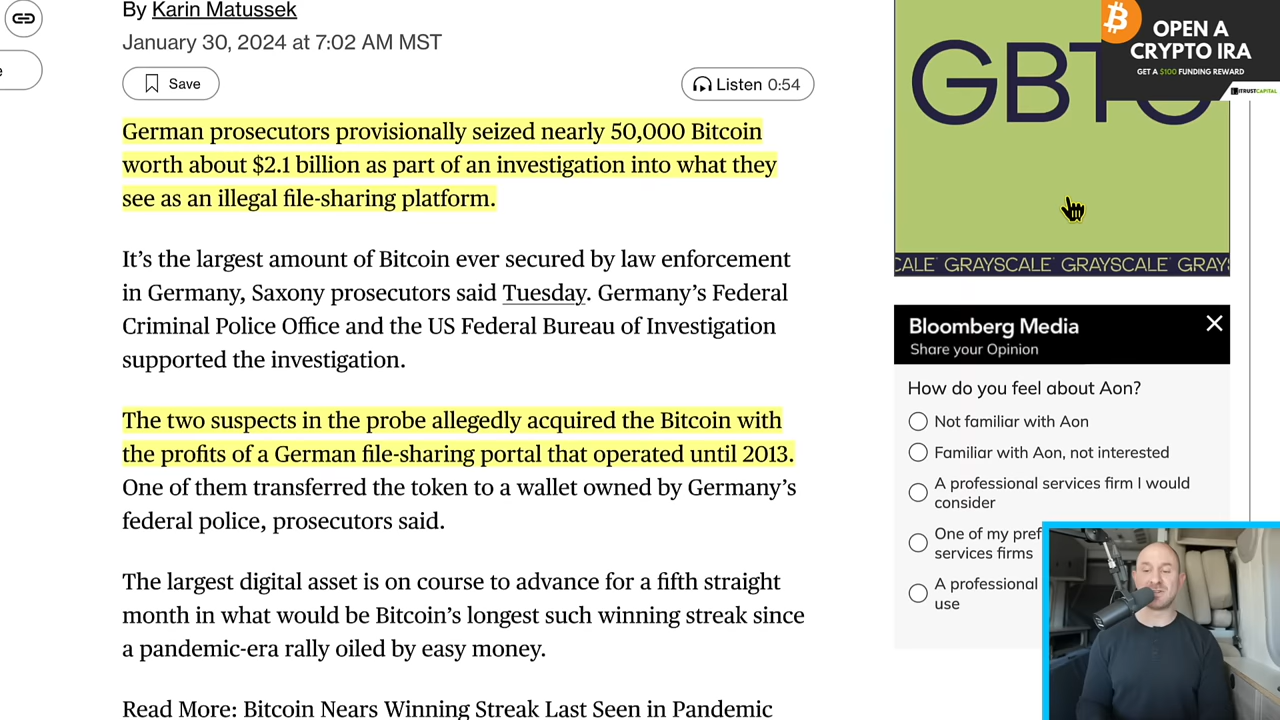 By Karin Matussek
January 30, 2024 at 7:02 AM MST
Save
Listen 0:54
German prosecutors provisionally seized nearly 50,000 Bitcoin
worth about $2.1 billion as part of an investigation into what they
see as an illegal file-sharing platform.
It’s the largest amount of Bitcoin ever secured by law enforcement
in Germany, Saxony prosecutors said Tuesday. Germany’s Federal
Criminal Police Office and the US Federal Bureau of Investigation
supported the investigation.
The two suspects in the probe allegedly acquired the Bitcoin with
the profits of a German file-sharing portal that operated until 2013.
One of them transferred the token to a wallet owned by Germany’s
federal police, prosecutors said.
The largest digital asset is on course to advance for a fifth straight
month in what would be Bitcoin’s longest such winning streak since
a pandemic-era rally oiled by easy money.
Read More: Bitcoin Nears Winning Streak Last Seen in Pandemic
GBTC
OPEN A
CRYPTO IRA
GET A $100 FUNDING REWARD
ITRUSTCAPITAL
CALE GRAYSCALE GRAYSCALE GRAY
Bloomberg Media
Share your Opinion
How do you feel about Aon?
Not familiar with Aon
Familiar with Aon, not interested
A professional services firm I would
consider
One of my pref
services firms
A professional
use